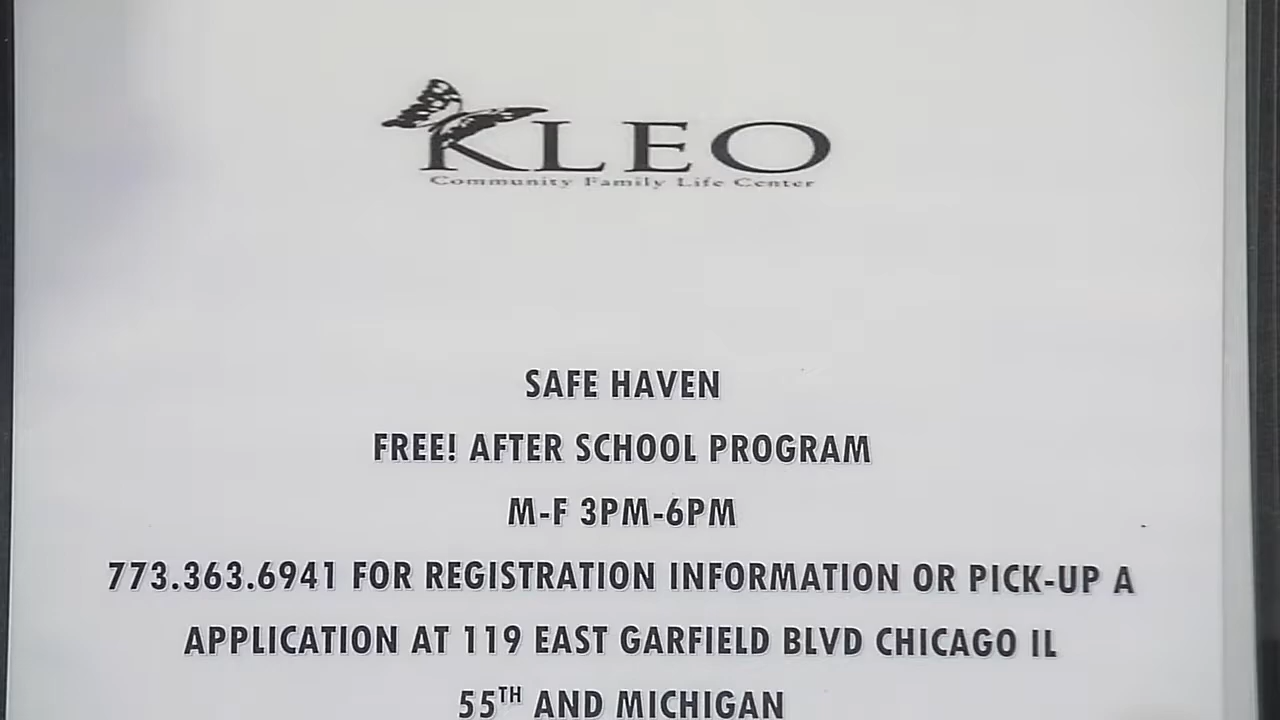 KLEO
Community Family Life Center
SAFE HAVEN
FREE! AFTER SCHOOL PROGRAM
M-F 3PM-6PM
773.363.6941 FOR REGISTRATION INFORMATION OR PICK-UP A
APPLICATION AT 119 EAST GARFIELD BLVD CHICAGO IL
55TH AND MICHIGAN